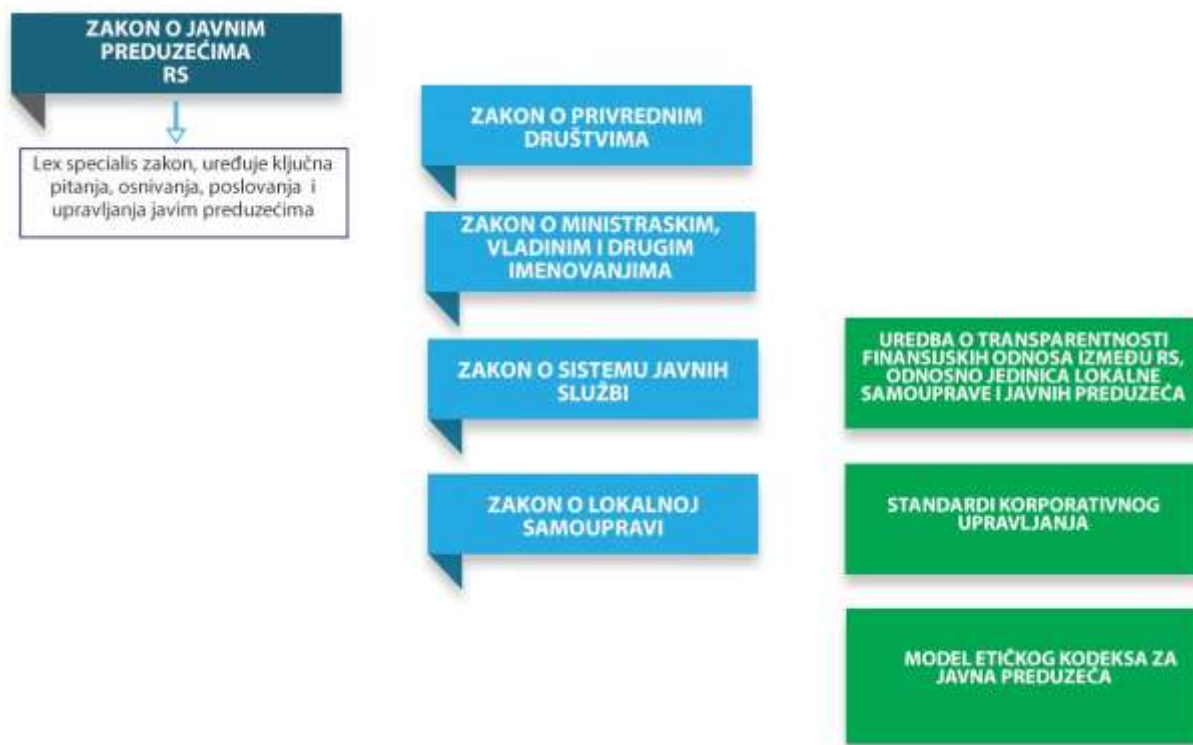 ZAKON O JAVNIM
PREDUZEĆIMA
RS
Lex specialis zakon, uređuje ključna
pitanja, osnivanja, poslovanja i
upravljanja javim preduzećima
ZAKON O PRIVREDNIM
DRUŠTVIMA
ZAKON O MINISTRASKIM,
VLADINIM I DRUGIM
IMENOVANJIMA
ZAKON O SISTEMU JAVNIH
SLUŽBI
ZAKON O LOKALNOJ
SAMOUPRAVI
UREDBA O TRANSPARENTNOSTI
FINANSIJSKIH ODNOSA IZMEĐU RS,
ODNOSNO JEDINICA LOKALNE
SAMOUPRAVE I JAVNIH PREDUZEĆA
STANDARDI KORPORATIVNOG
UPRAVLJANJA
MODEL ETIČKOG KODEKSA ZA
JAVNA PREDUZEĆA